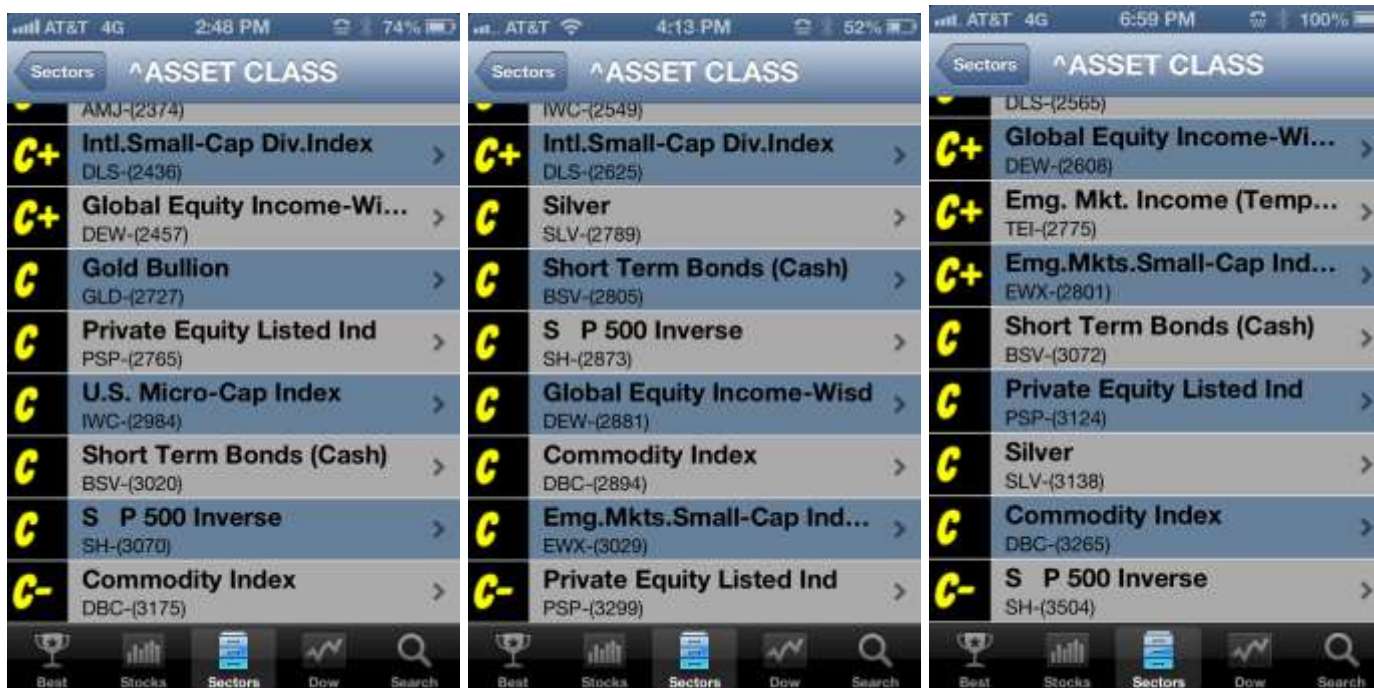 AT&T 4G 2:48 PM 74%
Sectors ^ASSET CLASS
AMJ-(2374)
C+ Intl.Small-Cap Div.Index
DLS-(2436)
C+ Global Equity Income-Wi...
DEW-(2457)
C Gold Bullion
GLD-(2727)
C Private Equity Listed Ind
PSP-(2765)
C U.S. Micro-Cap Index
IWC-(2984)
C Short Term Bonds (Cash)
BSV-(3020)
C S P 500 Inverse
SH-(3070)
C- Commodity Index
DBC-(3175)
Best Stocks Sectors Dow Search
AT&T 4:13 PM 52%
Sectors ^ASSET CLASS
IWC-(2549)
C+ Intl.Small-Cap Div.Index
DLS-(2625)
C Silver
SLV-(2789)
C Short Term Bonds (Cash)
BSV-(2805)
C S P 500 Inverse
SH-(2873)
C Global Equity Income-Wisd
DEW-(2881)
C Commodity Index
DBC-(2894)
C Emg.Mkts.Small-Cap Ind...
EWX-(3029)
C- Private Equity Listed Ind
PSP-(3299)
Best Stocks Sectors Dow Search
AT&T 4G 6:59 PM 100%
Sectors ^ASSET CLASS
DLS-(2565)
C+ Global Equity Income-Wi...
DEW-(2608)
C+ Emg. Mkt. Income (Temp...
TEI-(2775)
C+ Emg.Mkts.Small-Cap Ind...
EWX-(2801)
C Short Term Bonds (Cash)
BSV-(3072)
C Private Equity Listed Ind
PSP-(3124)
C Silver
SLV-(3138)
C Commodity Index
DBC-(3265)
C- S P 500 Inverse
SH-(3504)
Best Stocks Sectors Dow Search